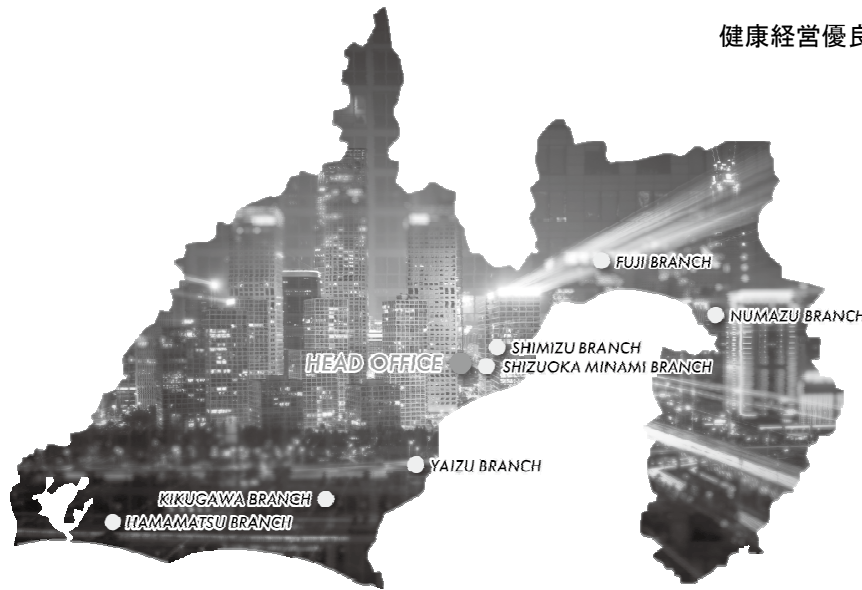 健康経営優良
FUJI BRANCH
NUMAZU BRANCH
SHIMIZU BRANCH
HEAD OFFICE
SHIZUOKA MINAMI BRANCH
YAIZU BRANCH
KIKUGAWA BRANCH
HAMAMATSU BRANCH